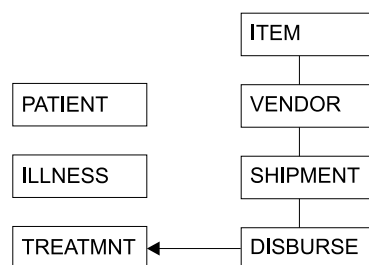 ITEM
PATIENT
VENDOR
ILLNESS
SHIPMENT
TREATMNT
DISBURSE